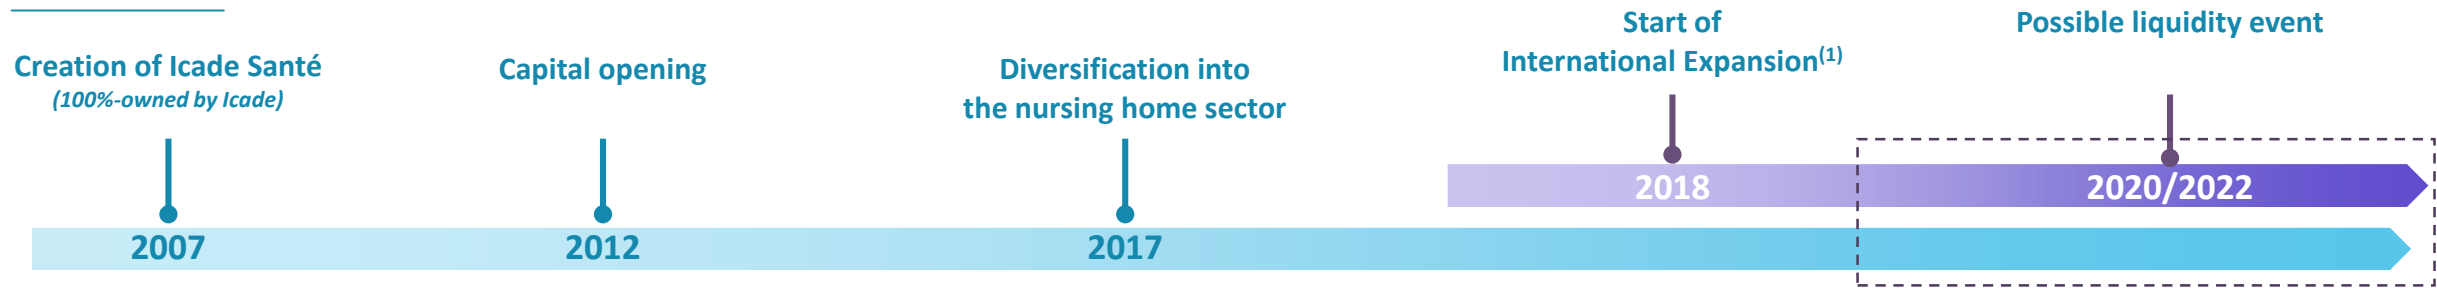 Creation of Icade Santé
(100%-owned by Icade)
Capital opening
Diversification into
the nursing home sector
Start of
International Expansion(1)
Possible liquidity event
2018
2020/2022
2007
2012
2017